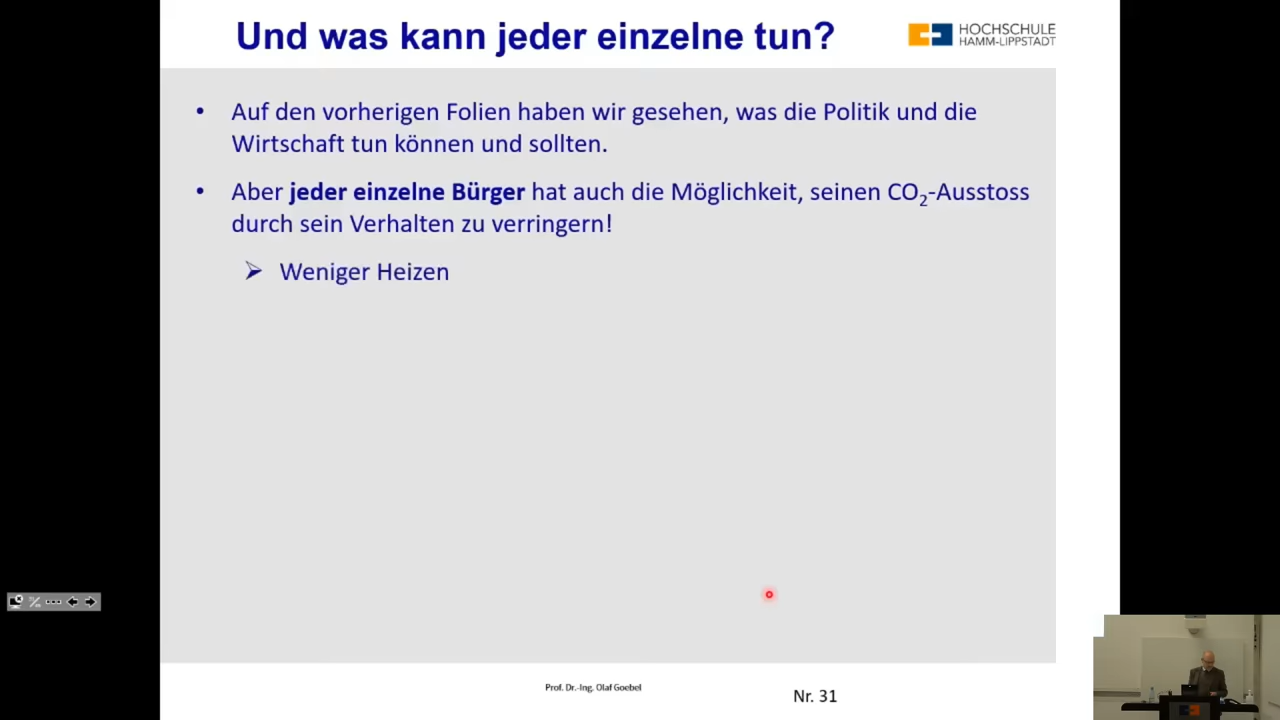 Und was kann jeder einzelne tun?
HOCHSCHULE
HAMM-LIPPSTADT
• Auf den vorherigen Folien haben wir gesehen, was die Politik und die
Wirtschaft tun können und sollten.
• Aber jeder einzelne Bürger hat auch die Möglichkeit, seinen CO₂-Ausstoss
durch sein Verhalten zu verringern!
➢ Weniger Heizen
Prof. Dr.-Ing. Olaf Goebel
Nr. 31